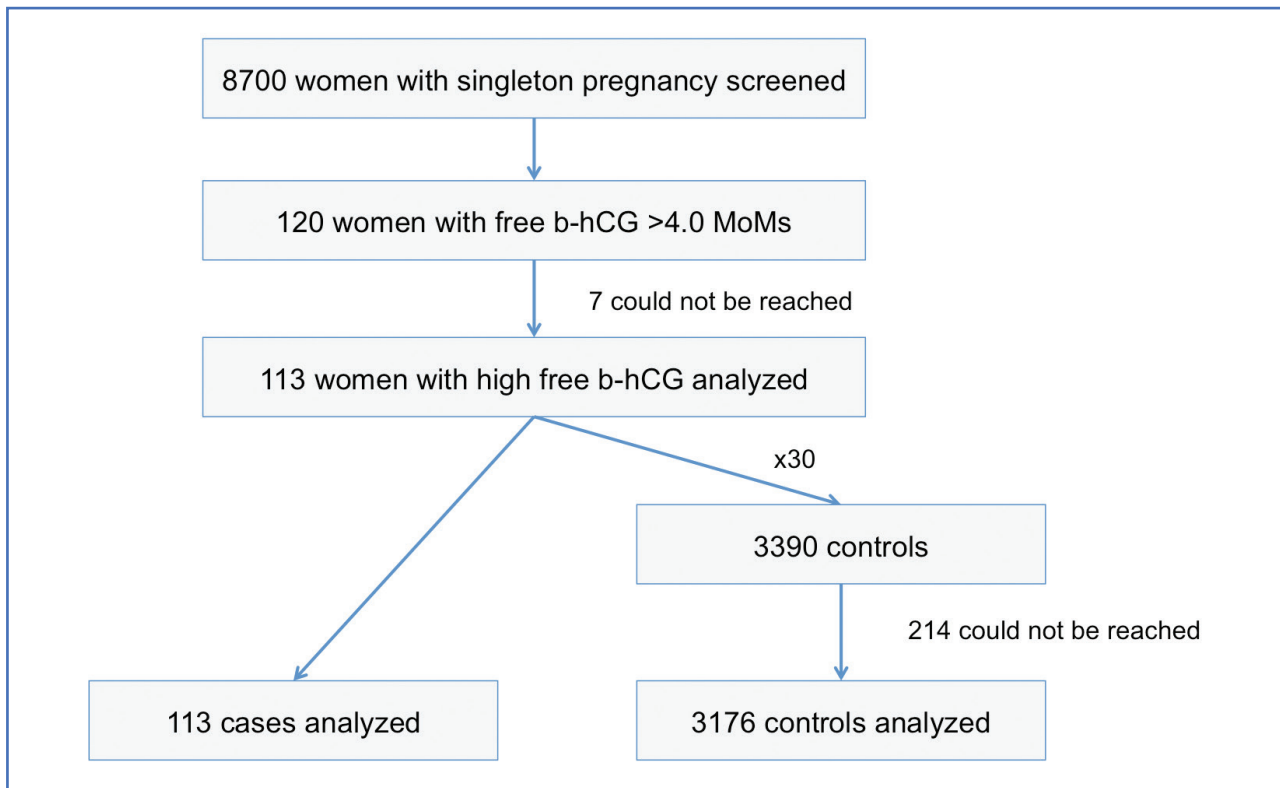 8700 women with singleton pregnancy screened
120 women with free b-hCG >4.0 MoMs
7 could not be reached
113 women with high free b-hCG analyzed
x30
3390 controls
214 could not be reached
113 cases analyzed
3176 controls analyzed